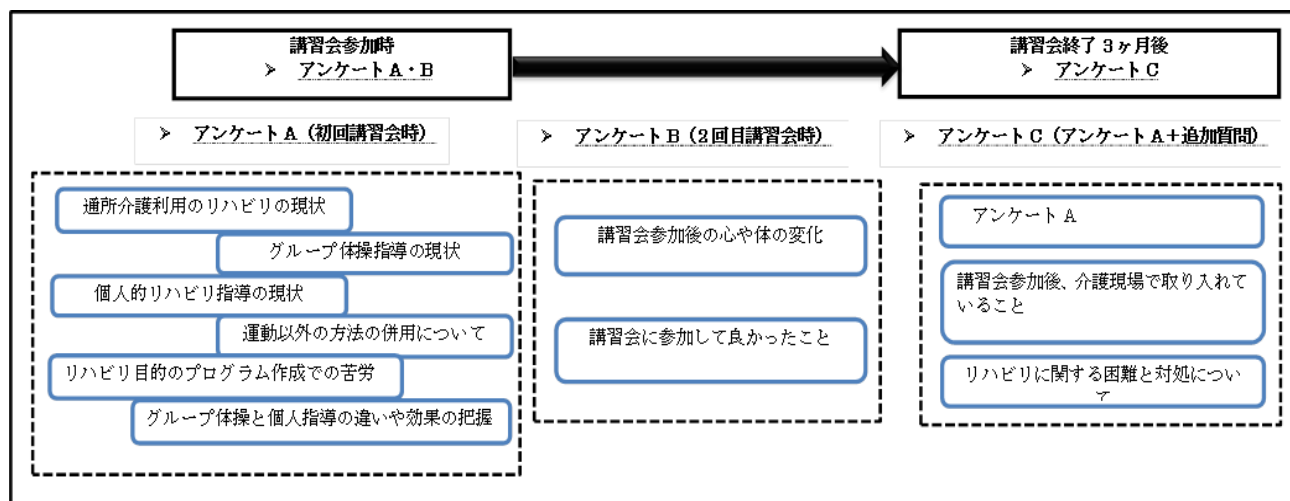 講習会参加時
➢ アンケートA・B
講習会終了3ヶ月後
➢ アンケートC
➢ アンケートA(初回講習会時)
➢ アンケートB(2回目講習会時)
➢ アンケートC(アンケートA+追加質問)
通所介護利用のリハビリの現状
グループ体操指導の現状
個人的リハビリ指導の現状
運動以外の方法の併用について
リハビリ目的のプログラム作成での苦労
グループ体操と個人指導の違いや効果の把握
講習会参加後の心や体の変化
講習会に参加して良かったこと
アンケートA
講習会参加後、介護現場で取り入れて
いること
リハビリに関する困難と対処につい
て